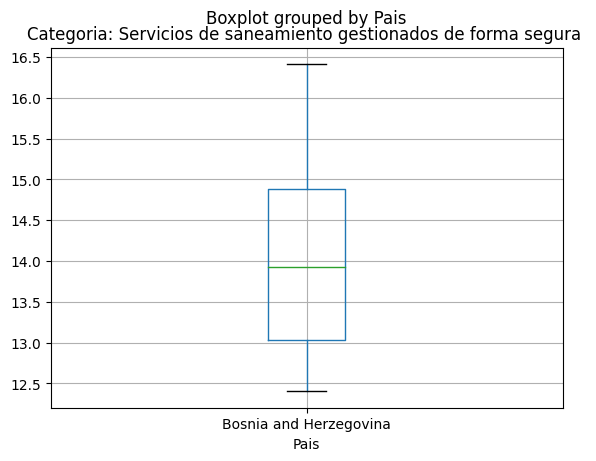 Boxplot grouped by Pais
Categoria: Servicios de saneamiento gestionados de forma segura
16.5
16.0
15.5
15.0
14.5
14.0
13.5
13.0
12.5
Bosnia and Herzegovina
Pais